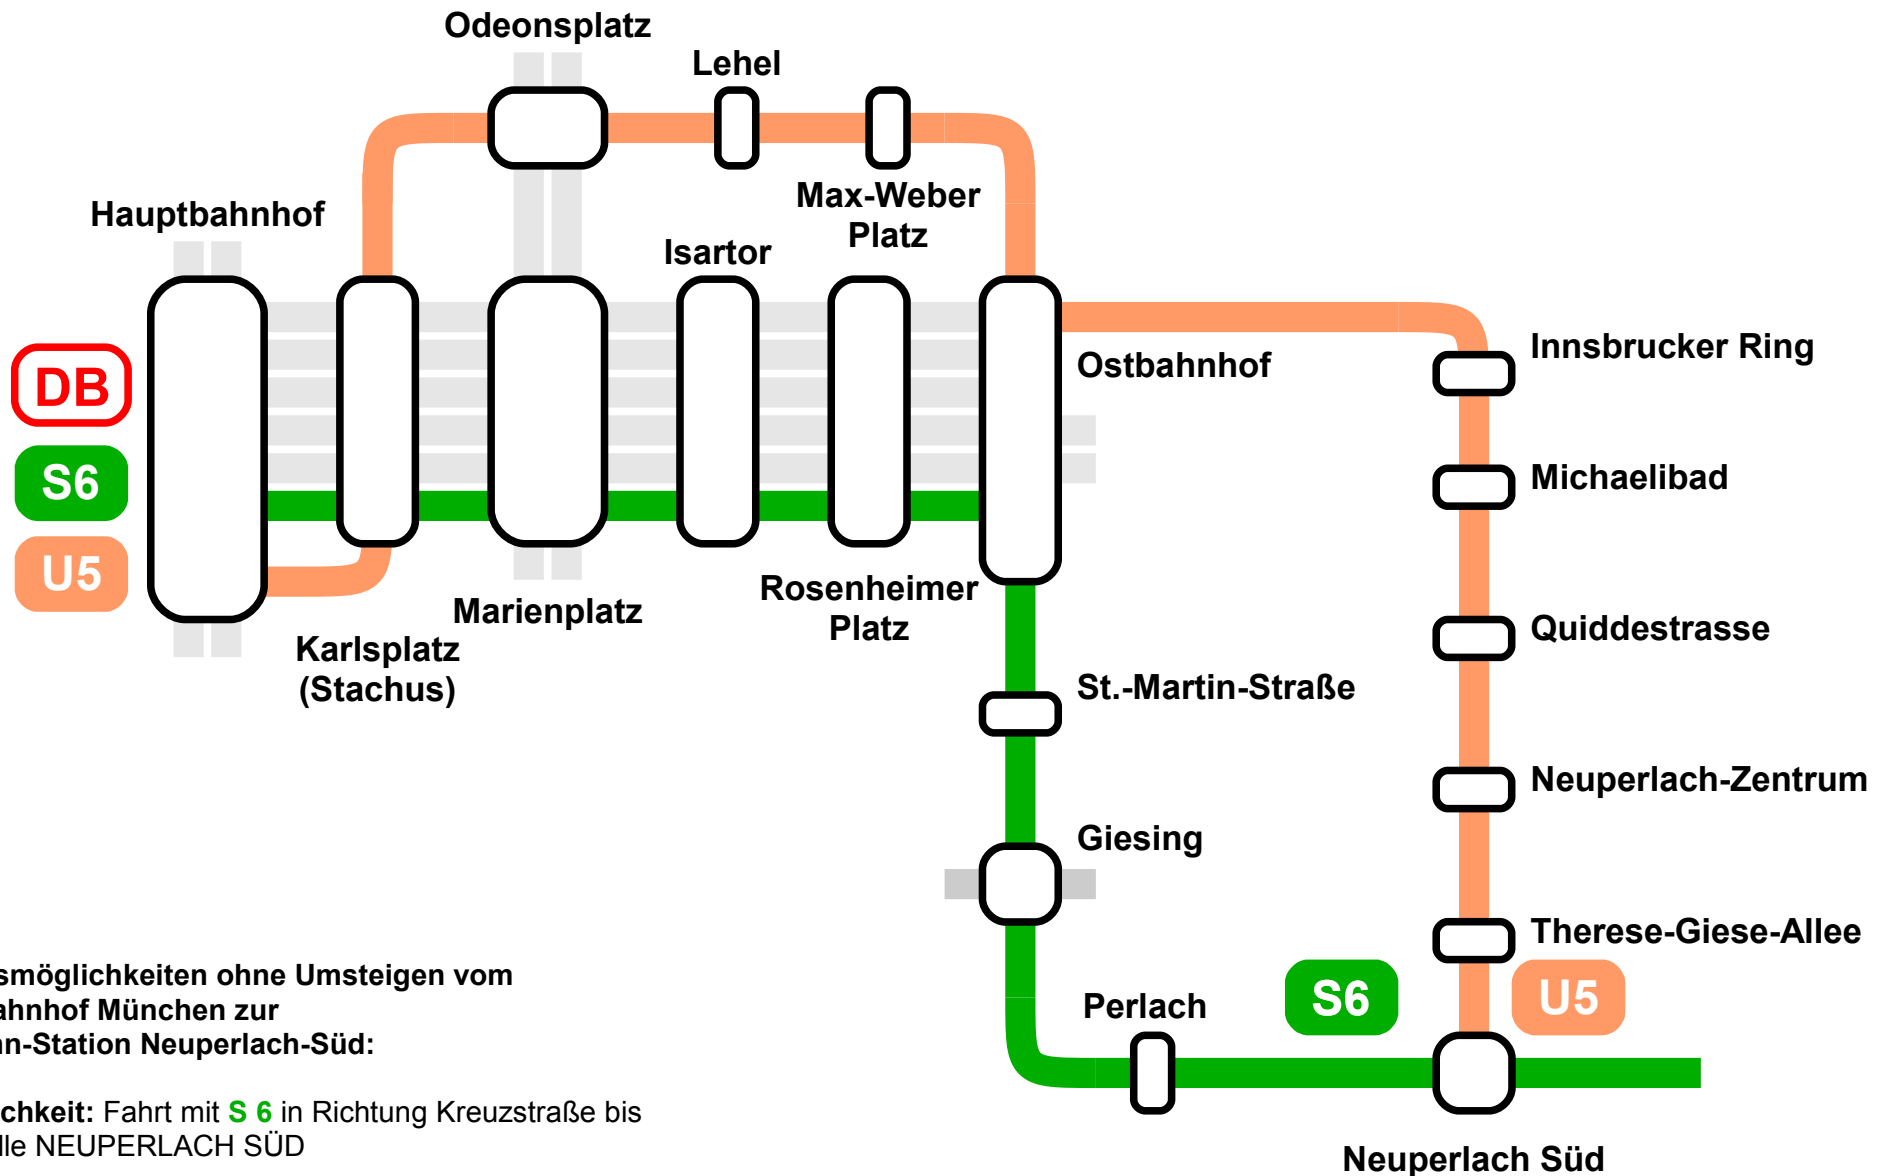 Odeonsplatz
Lehel
Max-Weber
Platz
Hauptbahnhof
Isartor
Ostbahnhof
Innsbrucker Ring
DB
S6
U5
Michaelibad
Marienplatz
Rosenheimer
Platz
Quiddestrasse
Karlsplatz
(Stachus)
St.-Martin-Straße
Neuperlach-Zentrum
Giesing
Therese-Giese-Allee
S6
U5
Perlach
Neuperlach Süd
smöglichkeiten ohne Umsteigen vom
ahnhof München zur
nn-Station Neuperlach-Süd:
chkeit: Fahrt mit S 6 in Richtung Kreuzstraße bis
lle NEUPERLACH SÜD